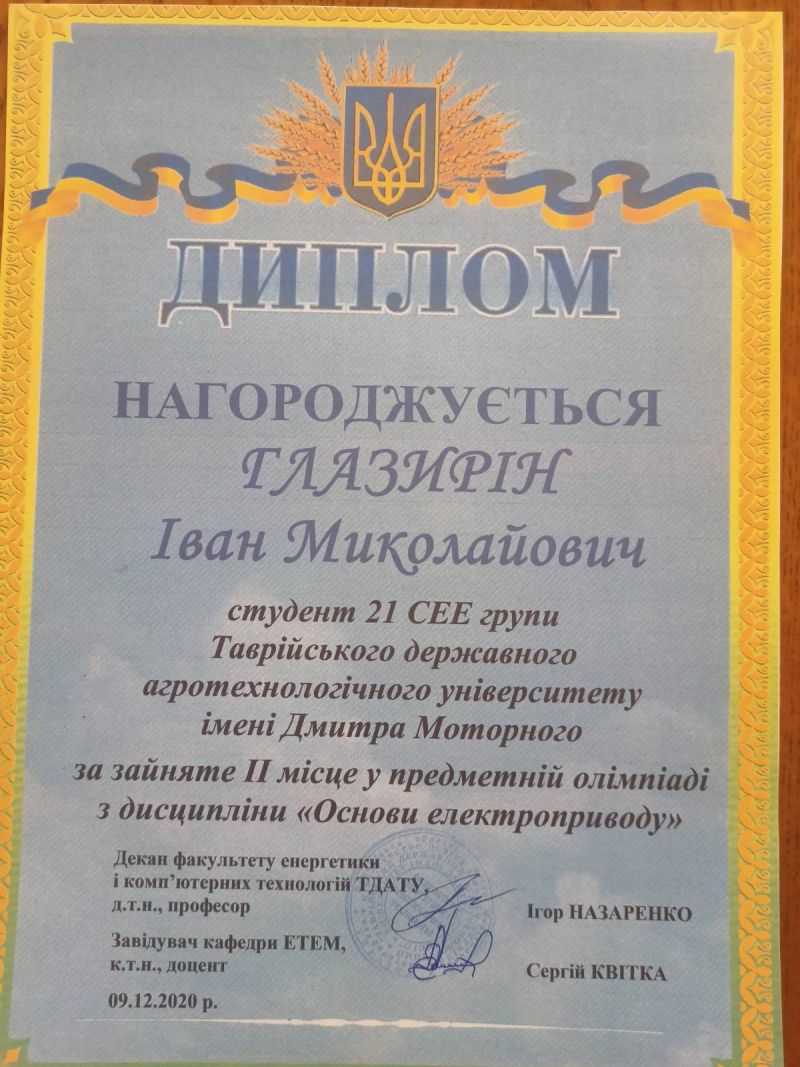 ДИПЛОМ
НАГОРОДЖУЄТЬСЯ
ГЛАЗИРІН
Іван Миколайович
студент 21 СЕЕ групи
Таврійського державного
агротехнологічного університету
імені Дмитра Моторного
за зайняте ІІ місце у предметній олімпіаді
з дисципліни «Основи електроприводу»
Декан факультету енергетики
і комп’ютерних технологій ТДАТУ,
д.т.н., професор
Ігор НАЗАРЕНКО
Завідувач кафедри ЕТЕМ,
к.т.н., доцент
Сергій КВІТКА
09.12.2020 р.